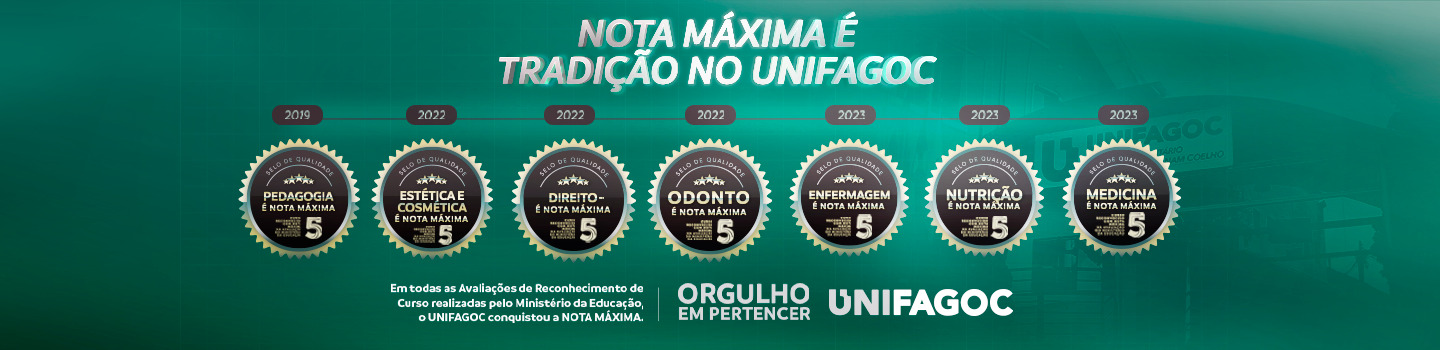 NOTA MÁXIMA É
TRADIÇÃO NO UNIFAGOC
2019
2022
2022
2022
2023
2023
2023
SELO DE QUALIDADE
PEDAGOGIA
É NOTA MÁXIMA
5
SELO DE QUALIDADE
ESTÉTICA E
COSMÉTICA
É NOTA MÁXIMA
5
SELO DE QUALIDADE
DIREITO
É NOTA MÁXIMA
5
SELO DE QUALIDADE
ODONTO
É NOTA MÁXIMA
5
SELO DE QUALIDADE
ENFERMAGEM
É NOTA MÁXIMA
5
SELO DE QUALIDADE
NUTRIÇÃO
É NOTA MÁXIMA
5
SELO DE QUALIDADE
MEDICINA
É NOTA MÁXIMA
5
UNIFAGOC
COELHO
Em todas as Avaliações de Reconhecimento de
Curso realizadas pelo Ministério da Educação,
o UNIFAGOC conquistou a NOTA MÁXIMA.
ORGULHO
EM PERTENCER
UNIFAGOC